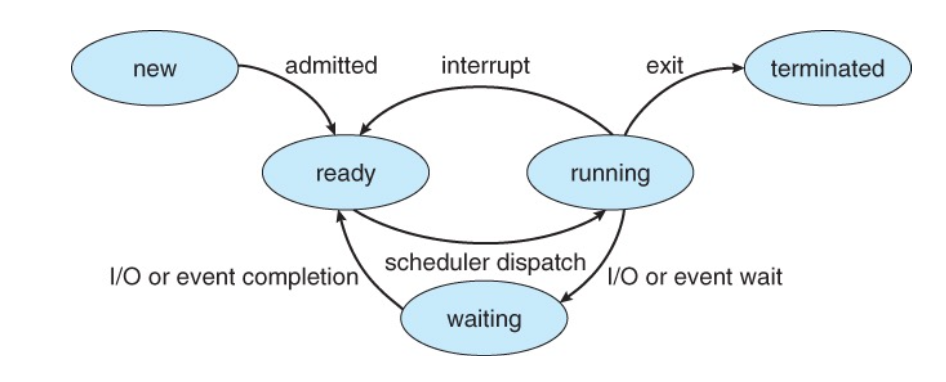 new
admitted
interrupt
exit
terminated
ready
running
I/O or event completion
scheduler dispatch
I/O or event wait
waiting